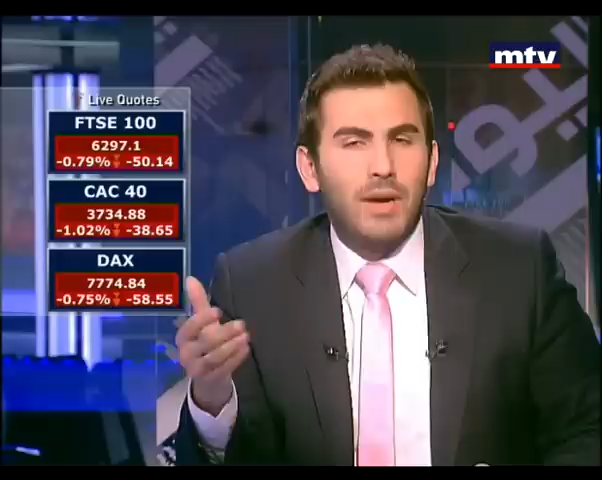 mtv
Live Quotes
FTSE 100
6297.1
-0.79% -50.14
CAC 40
3734.88
-1.02% -38.65
DAX
7774.84
-0.75% -58.55
اليوم